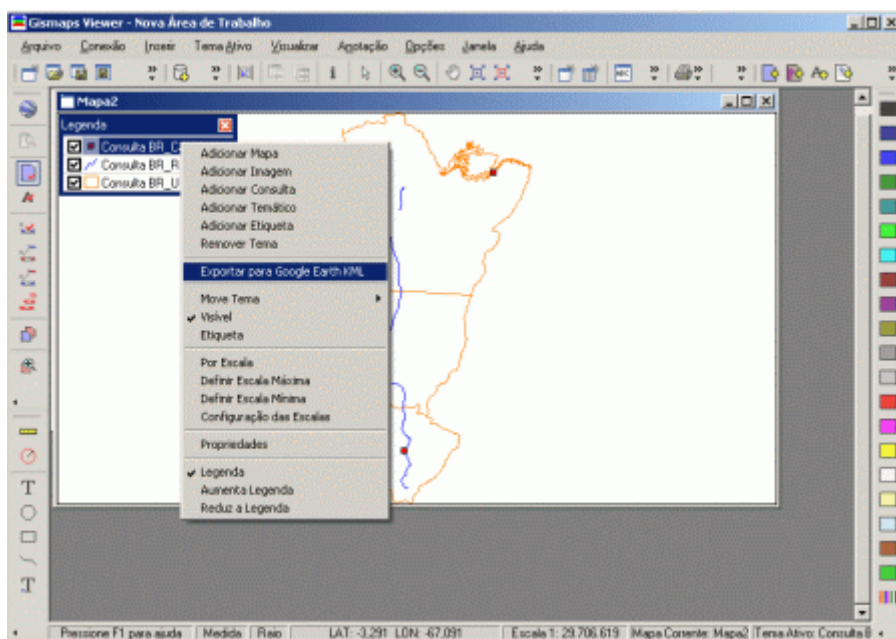 Gismaps Viewer - Nova Área de Trabalho
Arquivo Conexão Inserir Tema Ativo Visualizar Anotação Opções Janela Ajuda
Mapa2
Legenda
Consulta BR_C
Consulta BR_R
Consulta BR_U
Adicionar Mapa
Adicionar Imagem
Adicionar Consulta
Adicionar Temático
Adicionar Etiqueta
Remover Tema
Exportar para Google Earth KML
Move Tema
Visível
Etiqueta
Por Escala
Definir Escala Máxima
Definir Escala Mínima
Configuração das Escalas
Propriedades
Legenda
Aumenta Legenda
Reduz a Legenda
Pressione F1 para ajuda Medida Raio LAT: -3,291 LON: -67,091 Escala 1: 29.706.619 Mapa Corrente: Mapa2 Tema Ativo: Consulta B